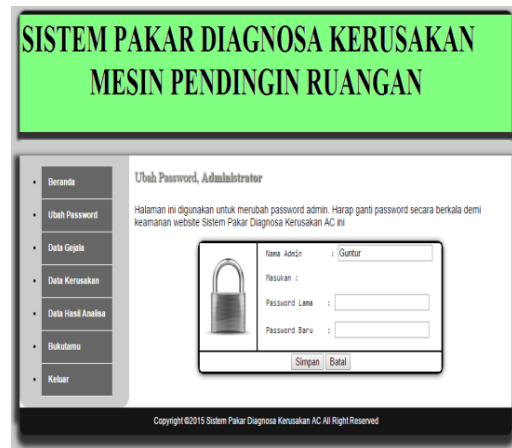 SISTEM PAKAR DIAGNOSA KERUSAKAN
MESIN PENDINGIN RUANGAN
Beranda
Ubah Password
Data Gejala
Data Kerusakan
Data Hasil Analisa
Bukutamu
Keluar
Ubah Password, Administrator
Halaman ini digunakan untuk merubah password admin. Harap ganti password secara berkala demi
keamanan website Sistem Pakar Diagnosa Kerusakan AC ini
Nama Admin : Guntur
Masukan :
Password Lama :
Password Baru :
Simpan Batal
Copyright ©2015 Sistem Pakar Diagnosa Kerusakan AC All Right Reserved